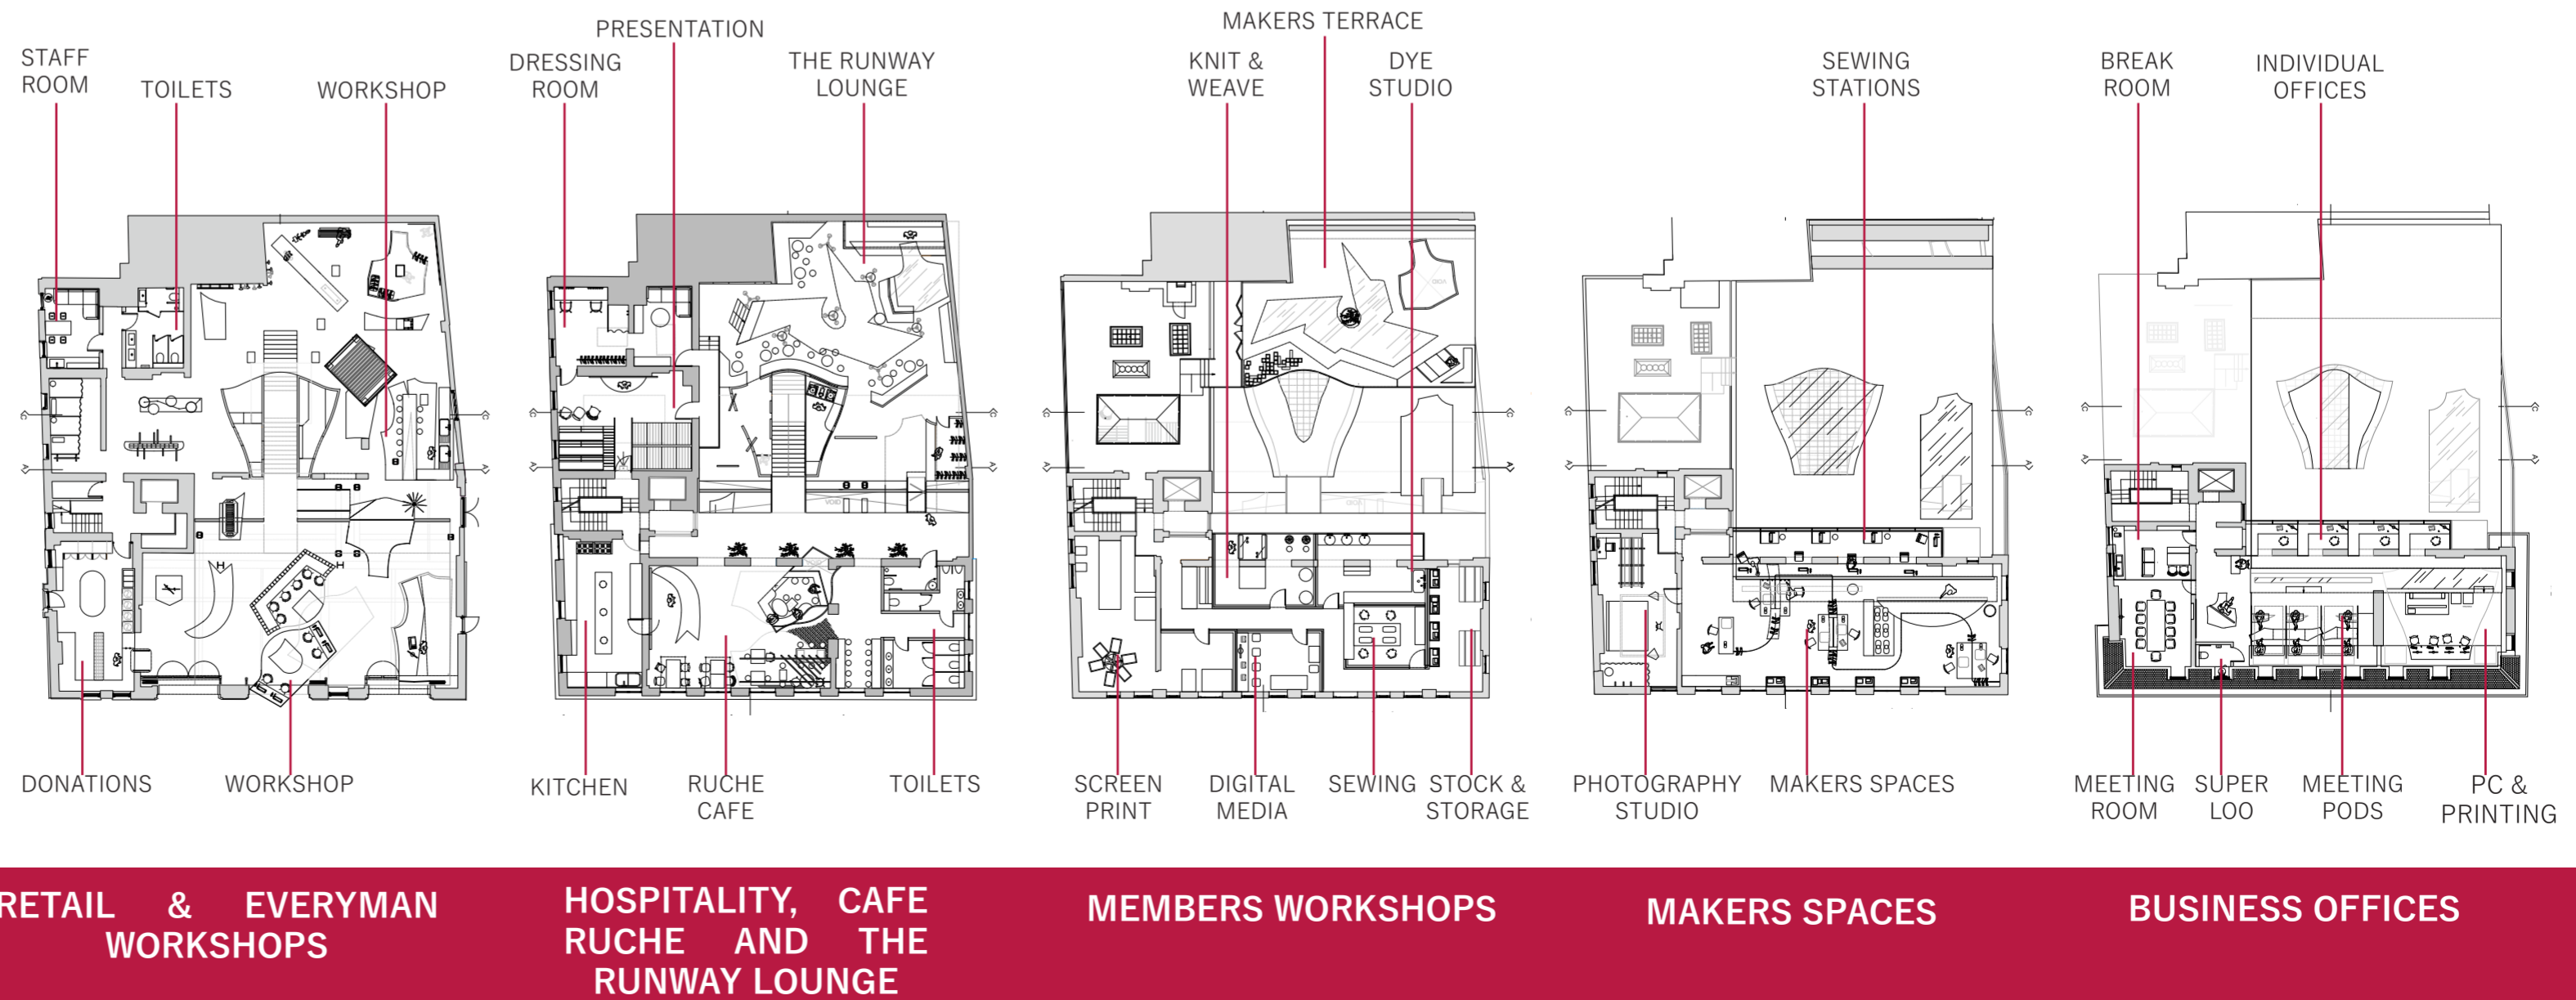 STAFF
ROOM
TOILETS
WORKSHOP
DONATIONS
WORKSHOP
RETAIL & EVERYMAN
WORKSHOPS
PRESENTATION
DRESSING
ROOM
THE RUNWAY
LOUNGE
KITCHEN
RUCHE
CAFE
TOILETS
HOSPITALITY, CAFE
RUCHE AND THE
RUNWAY LOUNGE
MAKERS TERRACE
KNIT &
WEAVE
DYE
STUDIO
SCREEN
PRINT
DIGITAL
MEDIA
SEWING
STOCK &
STORAGE
MEMBERS WORKSHOPS
SEWING
STATIONS
PHOTOGRAPHY
STUDIO
MAKERS SPACES
MAKERS SPACES
BREAK
ROOM
INDIVIDUAL
OFFICES
MEETING
ROOM
SUPER
LOO
MEETING
PODS
PC &
PRINTING
BUSINESS OFFICES